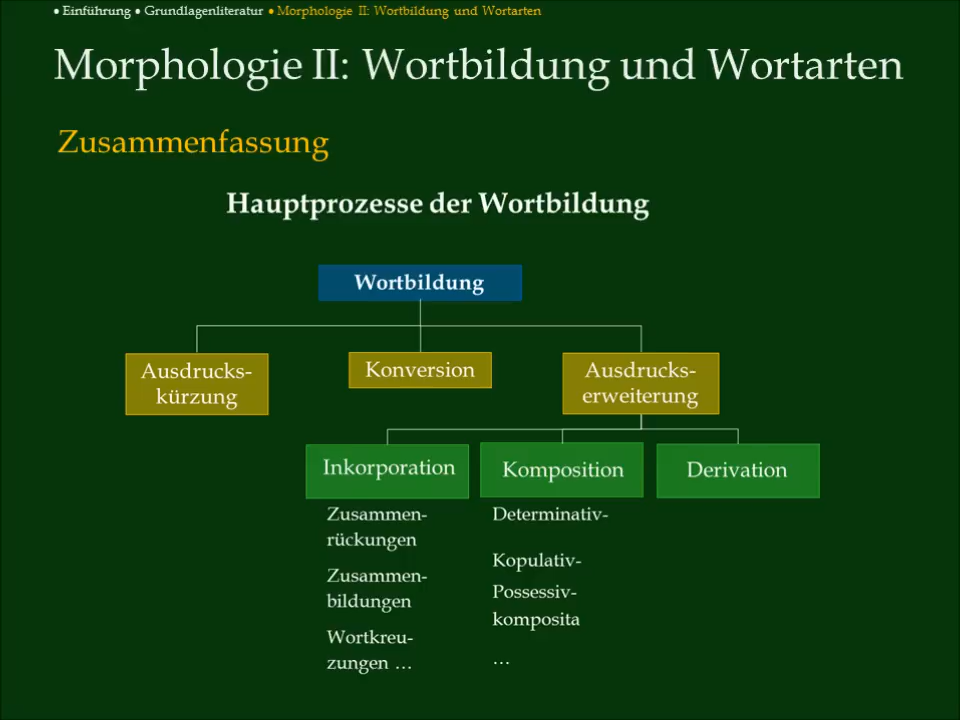 • Einführung • Grundlagenliteratur • Morphologie II: Wortbildung und Wortarten
Morphologie II: Wortbildung und Wortarten
Zusammenfassung
Hauptprozesse der Wortbildung
Wortbildung
Ausdrucks-
kürzung
Konversion
Ausdrucks-
erweiterung
Inkorporation
Zusammen-
rückungen
Zusammen-
bildungen
Wortkreu-
zungen …
Komposition
Determinativ-
Kopulativ-
Possessiv-
komposita
…
Derivation